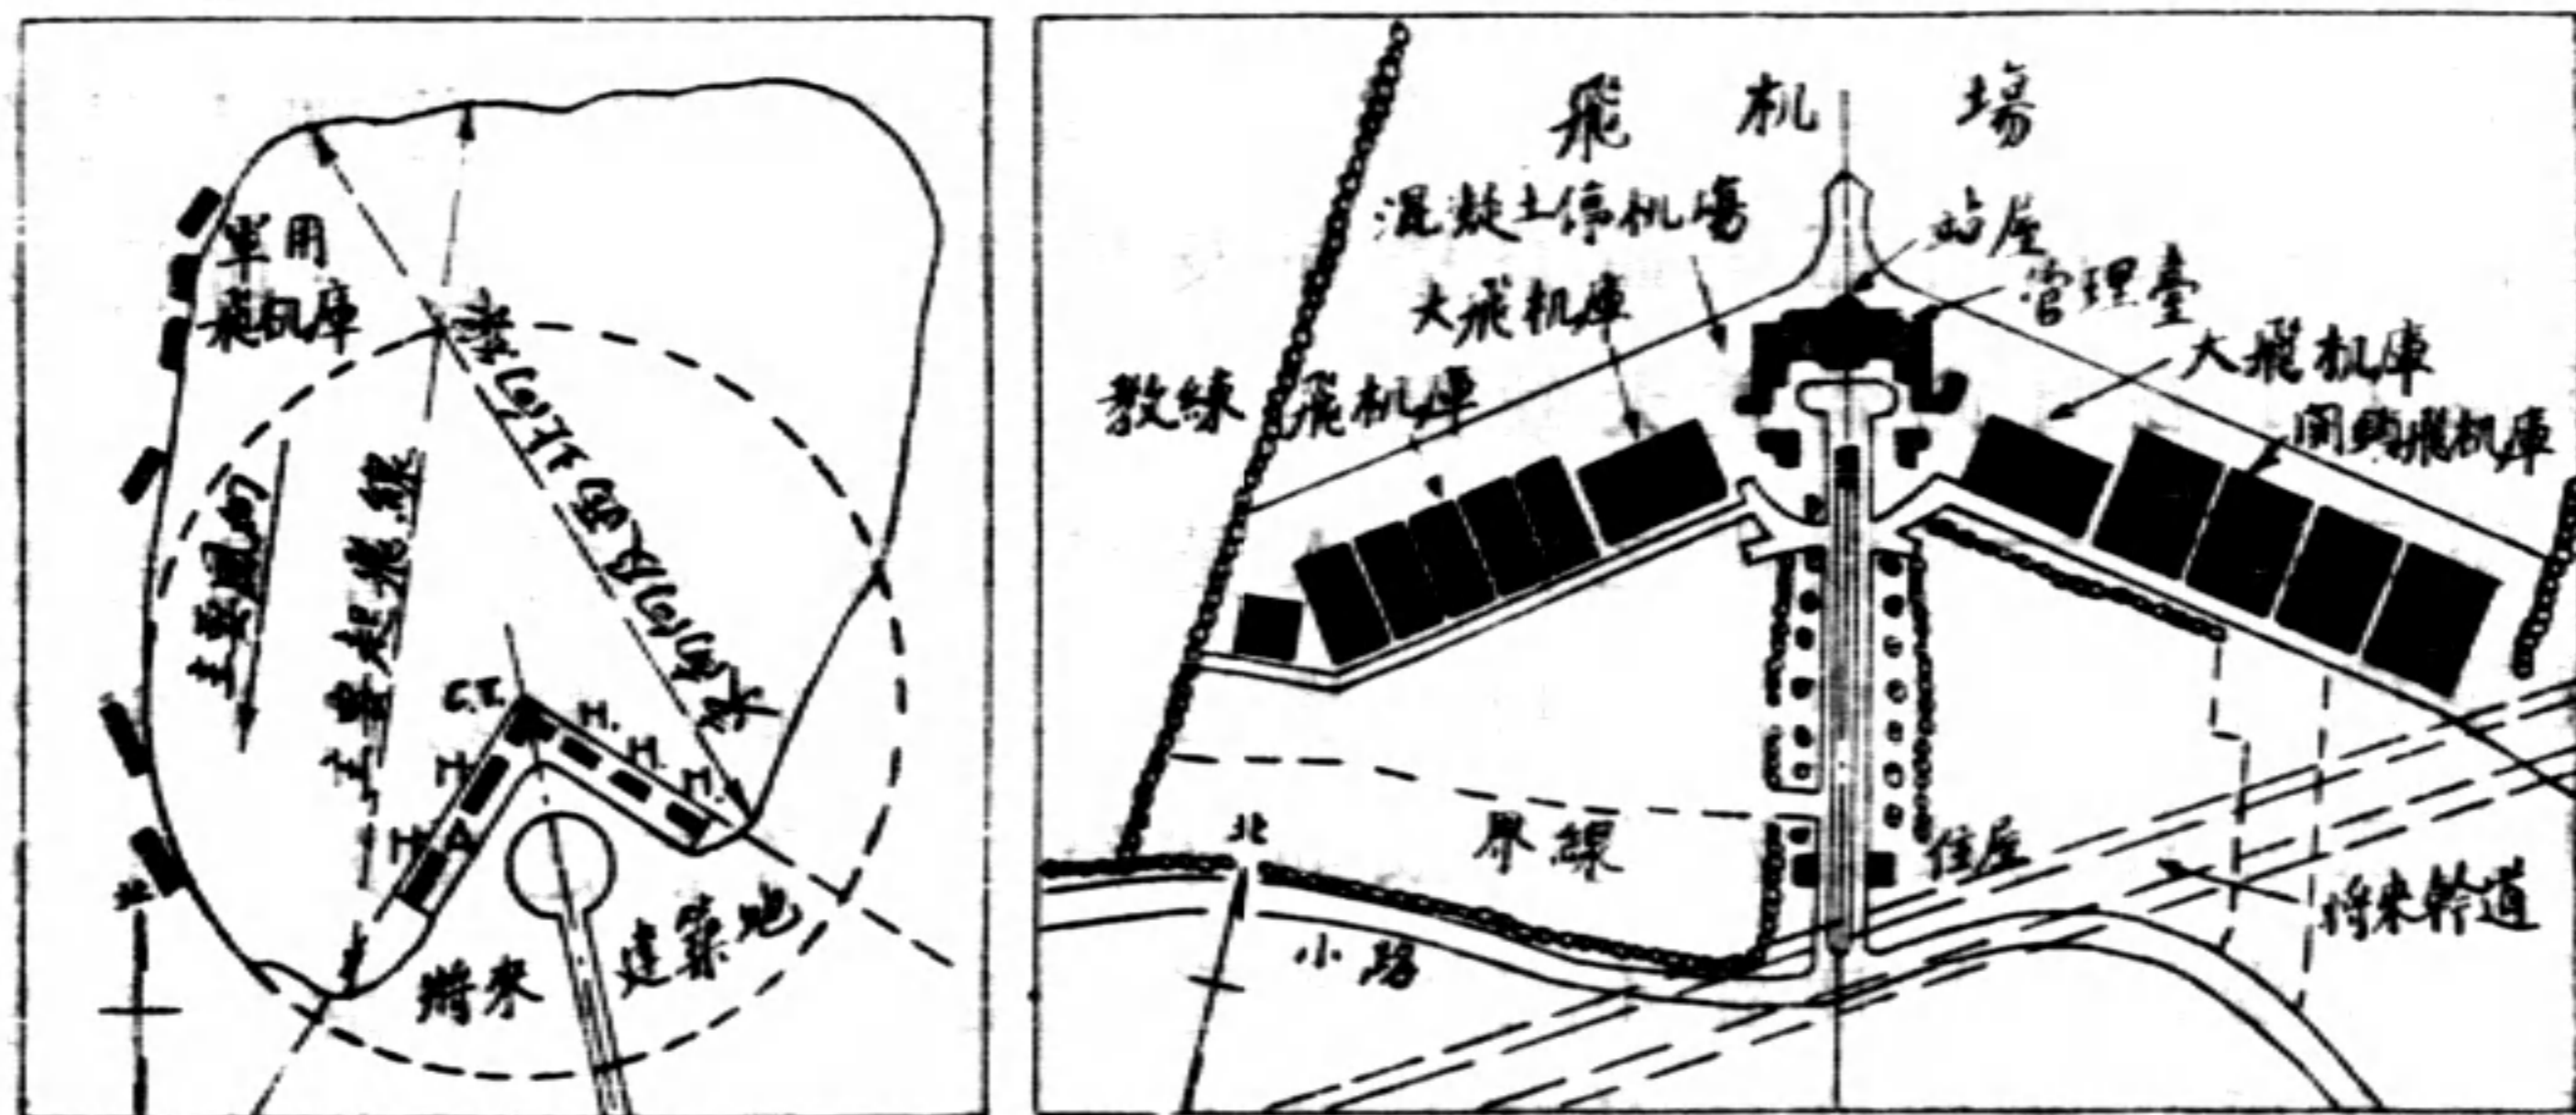 軍用
飛机庫
主要風向
主要起飛線
C.T.
H.
H.
H.
H
H
A
北
將來
建築地
飛机場
混凝土停机場
站屋
管理臺
大飛机庫
大飛机庫
教練飛机庫
飛机庫
北
界線
住屋
小路
將來幹道